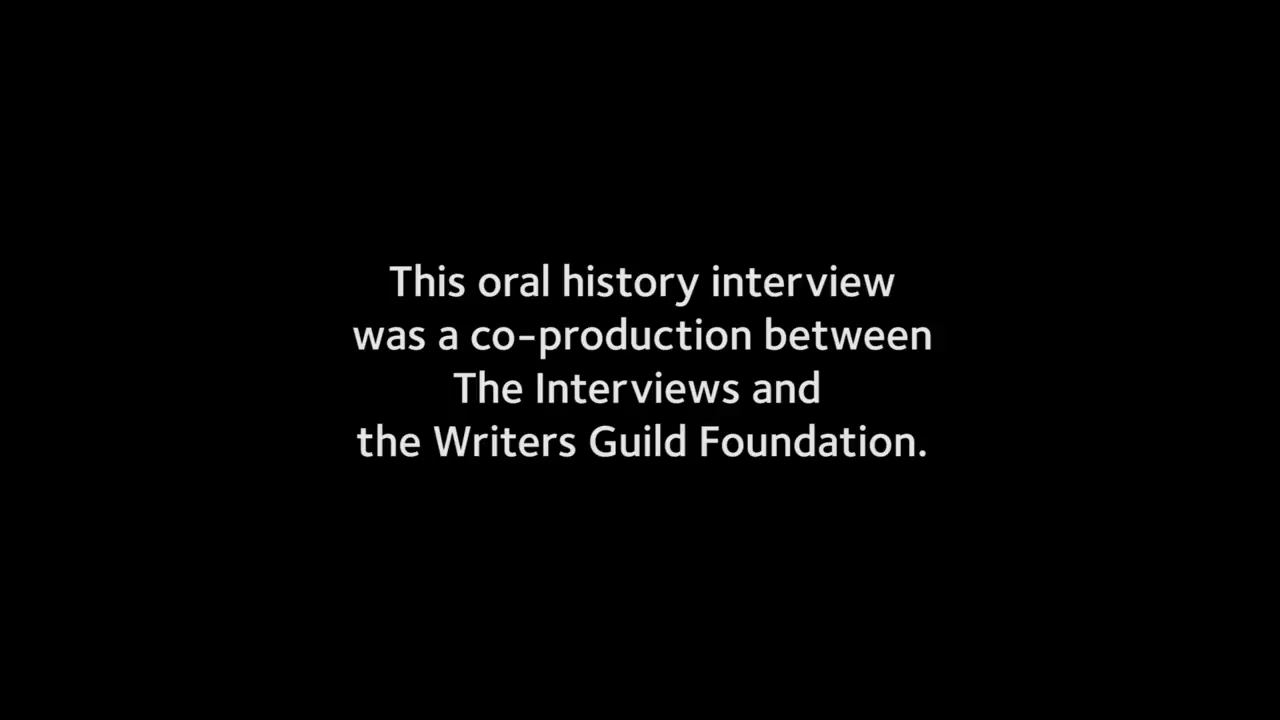 This oral history interview
was a co-production between
The Interviews and
the Writers Guild Foundation.